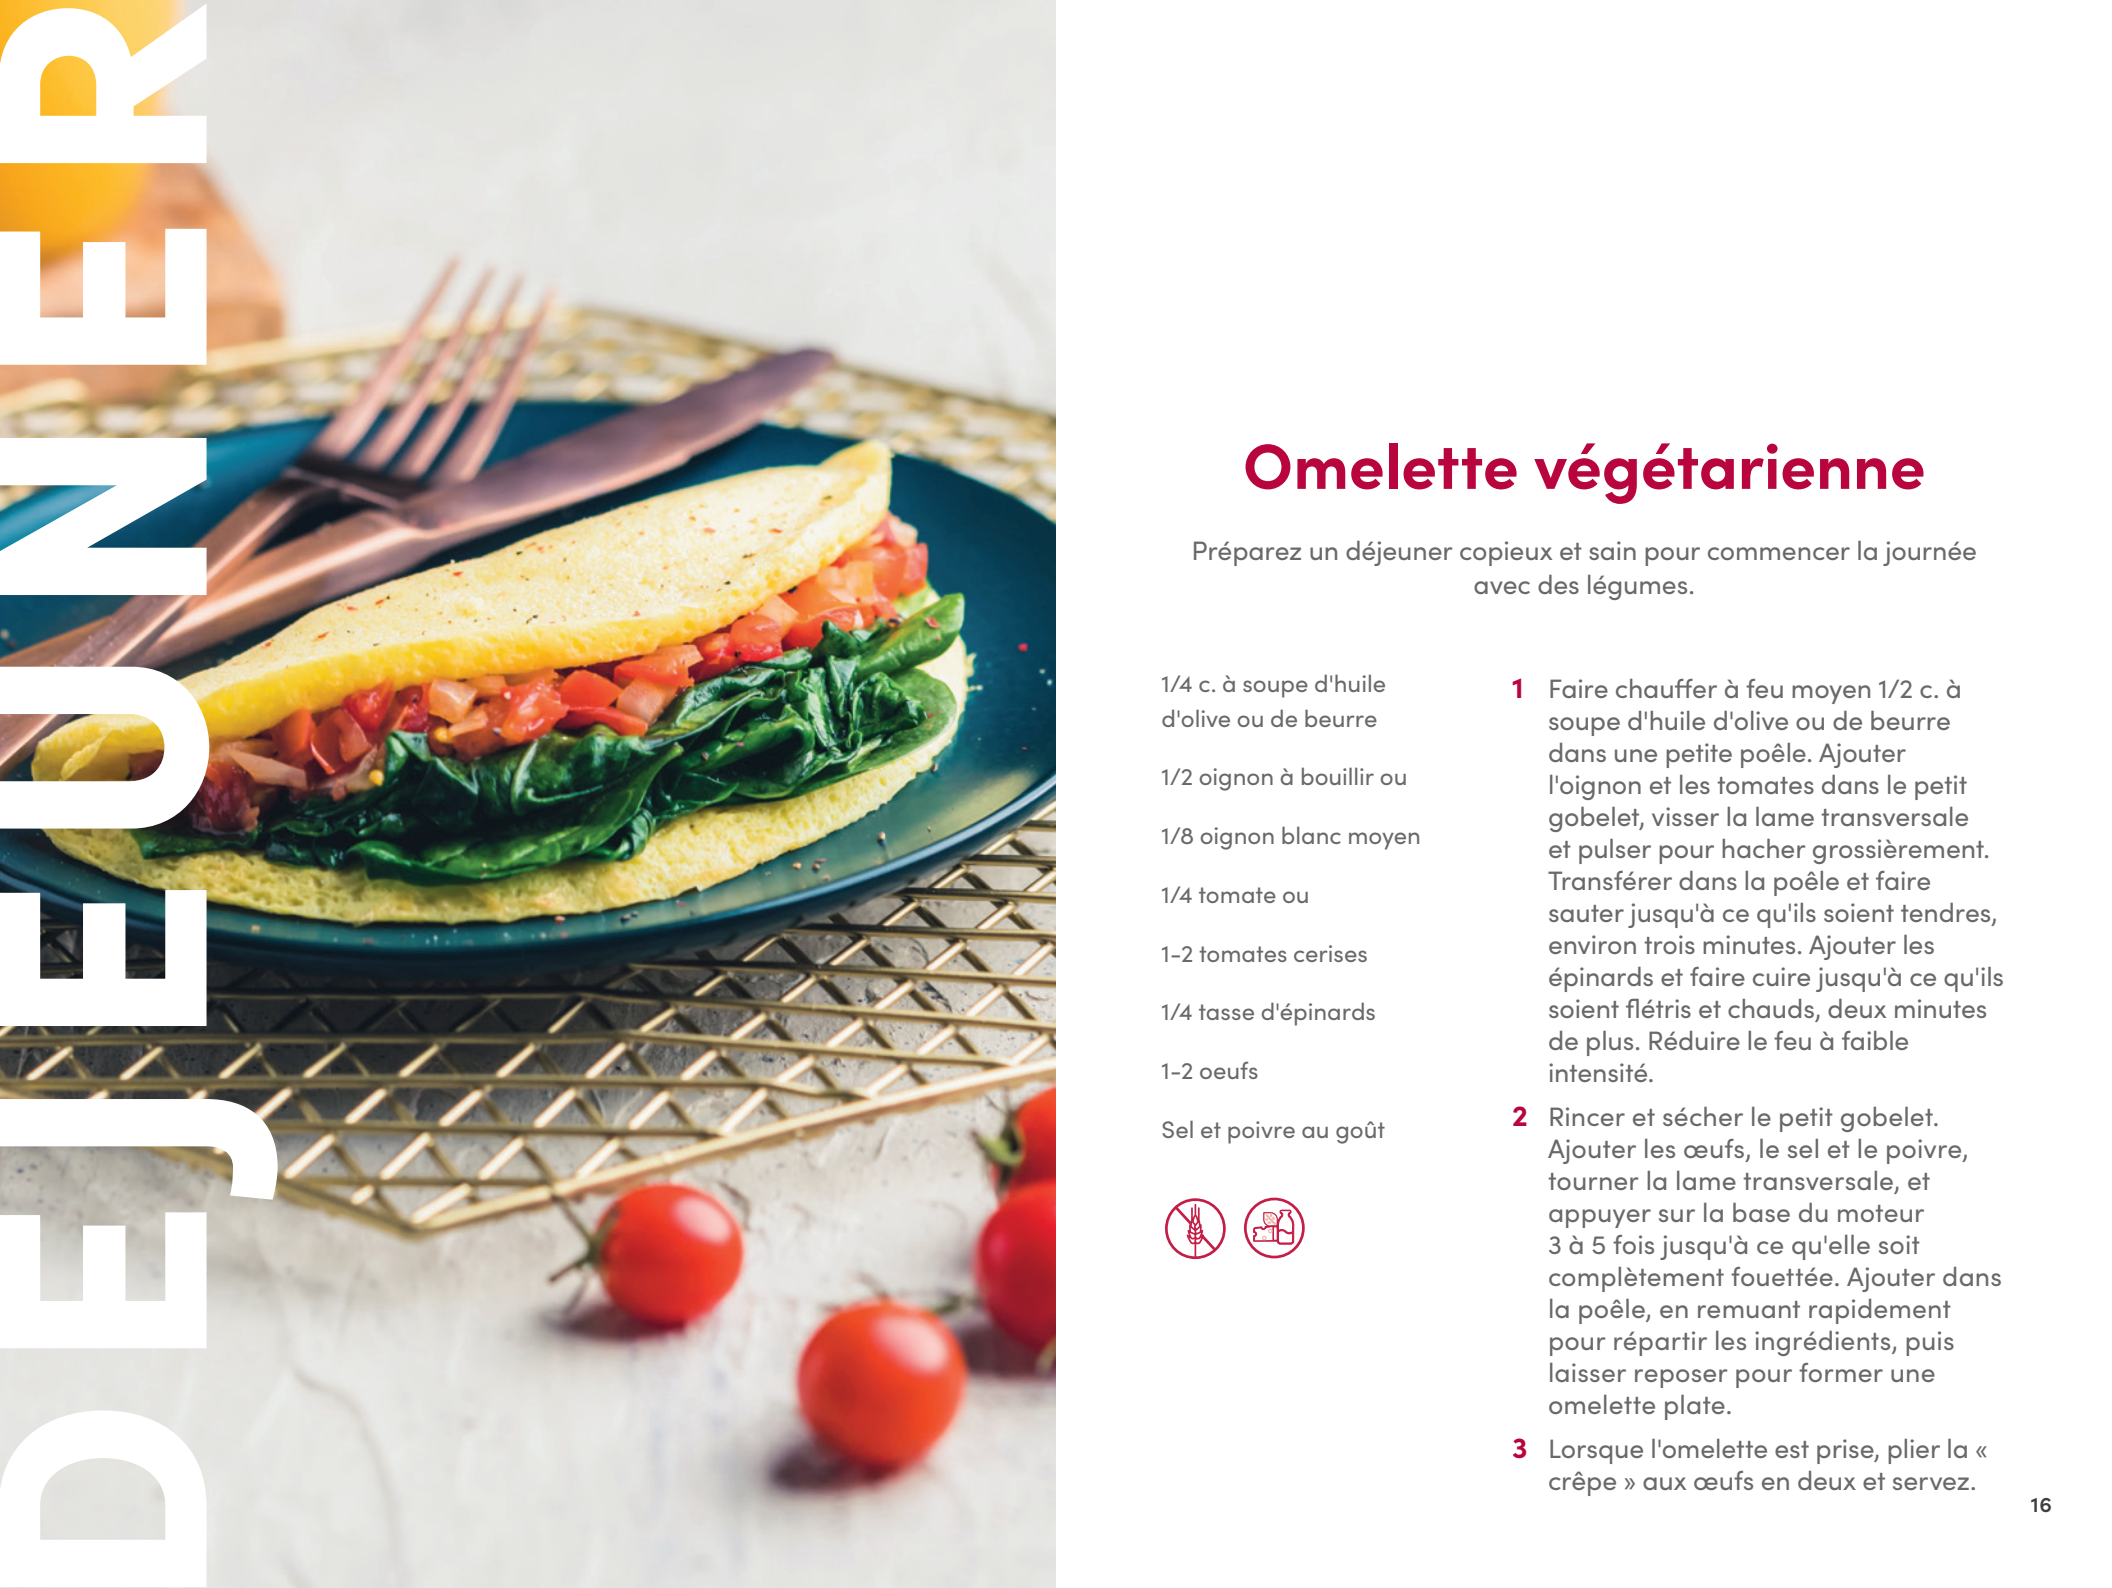 DEJEUNER
Omelette végétarienne
Préparez un déjeuner copieux et sain pour commencer la journée
avec des légumes.
1/4 c. à soupe d'huile
d'olive ou de beurre
1/2 oignon à bouillir ou
1/8 oignon blanc moyen
1/4 tomate ou
1-2 tomates cerises
1/4 tasse d'épinards
1-2 oeufs
Sel et poivre au goût
1 Faire chauffer à feu moyen 1/2 c. à
soupe d'huile d'olive ou de beurre
dans une petite poêle. Ajouter
l'oignon et les tomates dans le petit
gobelet, visser la lame transversale
et pulser pour hacher grossièrement.
Transférer dans la poêle et faire
sauter jusqu'à ce qu'ils soient tendres,
environ trois minutes. Ajouter les
épinards et faire cuire jusqu'à ce qu'ils
soient flétris et chauds, deux minutes
de plus. Réduire le feu à faible
intensité.
2 Rincer et sécher le petit gobelet.
Ajouter les œufs, le sel et le poivre,
tourner la lame transversale, et
appuyer sur la base du moteur
3 à 5 fois jusqu'à ce qu'elle soit
complètement fouettée. Ajouter dans
la poêle, en remuant rapidement
pour répartir les ingrédients, puis
laisser reposer pour former une
omelette plate.
3 Lorsque l'omelette est prise, plier la «
crêpe » aux œufs en deux et servez.
16